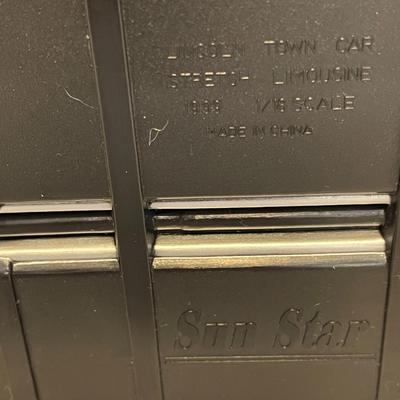 LINCOLN TOWN CAR
STRETCH LIMOUSINE
1999 1/18 SCALE
MADE IN CHINA
Sun Star